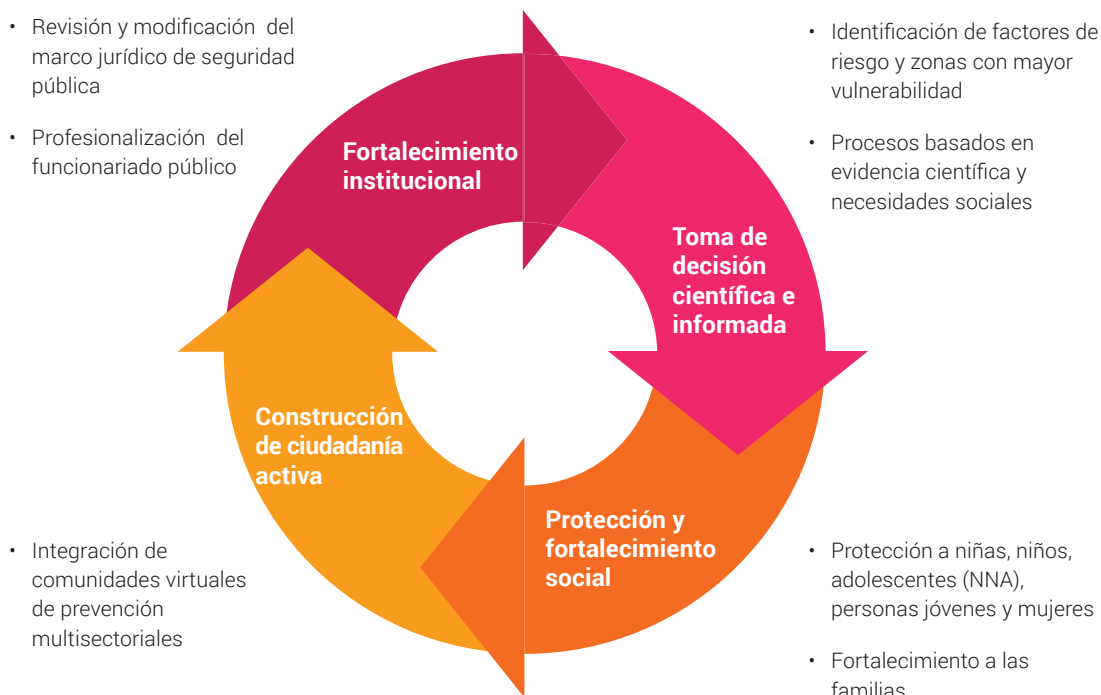 • Revisión y modificación del
marco jurídico de seguridad
pública
• Profesionalización del
funcionariado público
Fortalecimiento
institucional
• Identificación de factores de
riesgo y zonas con mayor
vulnerabilidad
• Procesos basados en
evidencia científica y
necesidades sociales
Toma de
decisión
científica e
informada
Construcción
de ciudadanía
activa
Protección y
fortalecimiento
social
• Integración de
comunidades virtuales
de prevención
multisectoriales
• Protección a niñas, niños,
adolescentes (NNA),
personas jóvenes y mujeres
• Fortalecimiento a las
familias